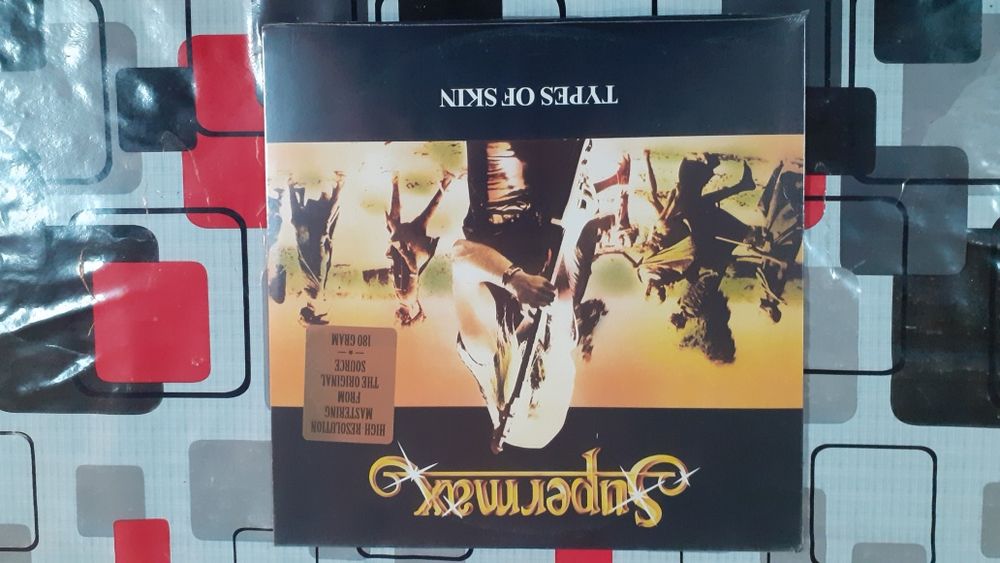 Supermax
HIGH RESOLUTION
MASTERING
FROM
THE ORIGINAL
SOURCE
180 GRAM
TYPES OF SKIN